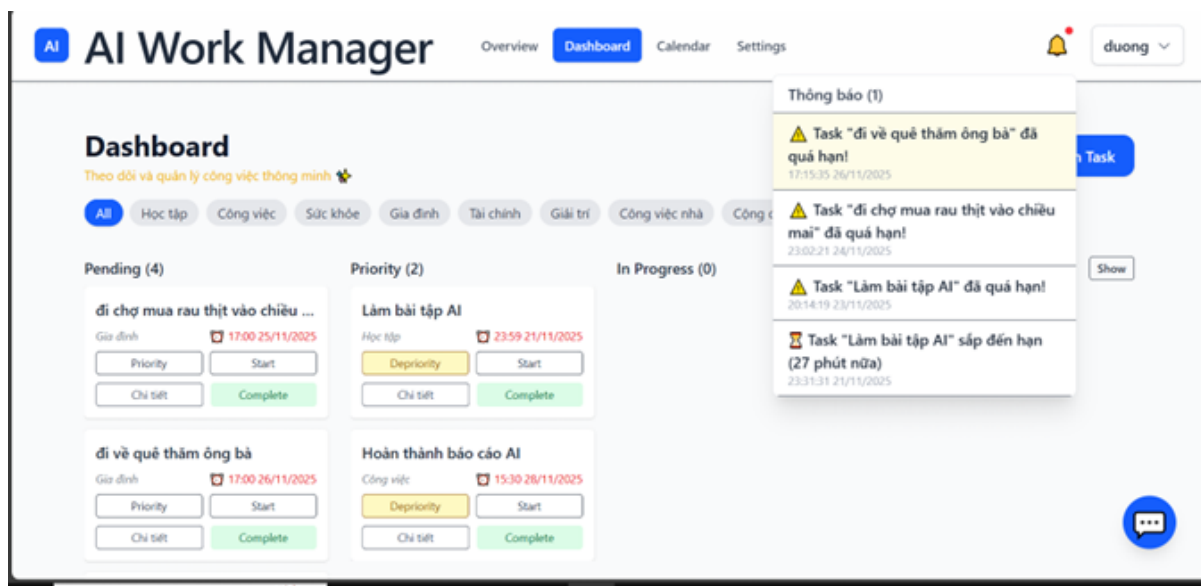 AI
AI Work Manager
Overview
Dashboard
Calendar
Settings
duong
Thông báo (1)
Task "đi về quê thăm ông bà" đã
quá hạn!
17:15:35 26/11/2025
Task "đi chợ mua rau thịt vào chiều
mai" đã quá hạn!
23:02:21 24/11/2025
Task "Làm bài tập AI" đã quá hạn!
20:14:19 23/11/2025
Task "Làm bài tập AI" sắp đến hạn
(27 phút nữa)
23:31:31 21/11/2025
Dashboard
Theo dõi và quản lý công việc thông minh
Task
All
Học tập
Công việc
Sức khỏe
Gia đình
Tài chính
Giải trí
Công việc nhà
Cộng
Pending (4)
Priority (2)
In Progress (0)
Show
đi chợ mua rau thịt vào chiều ...
Gia đình
17:00 25/11/2025
Priority
Start
Chi tiết
Complete
Làm bài tập AI
Học tập
23:59 21/11/2025
Depriority
Start
Chi tiết
Complete
đi về quê thăm ông bà
Gia đình
17:00 26/11/2025
Priority
Start
Chi tiết
Complete
Hoàn thành báo cáo AI
Công việc
15:30 28/11/2025
Depriority
Start
Chi tiết
Complete